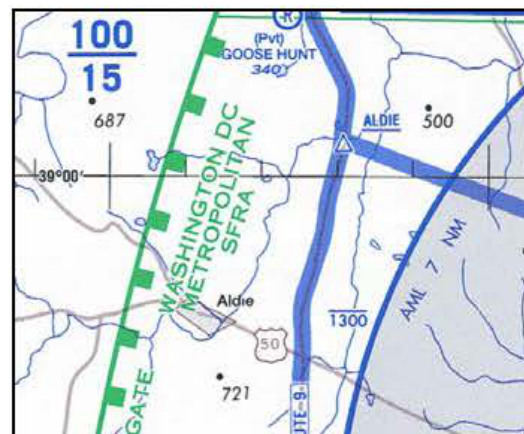 R
(Pvt)
GOOSE HUNT
340
100
15
687
ALDIE
500
39°00'
WASHINGTON DC
METROPOLITAN
SFRA
AML 7 NM
Aldie
1300
50
721
GATE
UTE-9-